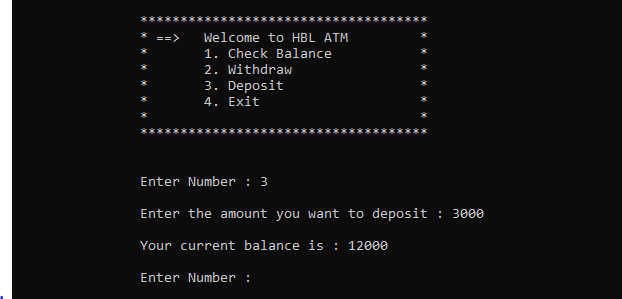 ************************************
* ==>   Welcome to HBL ATM         *
*       1. Check Balance           *
*       2. Withdraw                *
*       3. Deposit                 *
*       4. Exit                    *
*                                  *
************************************
Enter Number : 3
Enter the amount you want to deposit : 3000
Your current balance is : 12000
Enter Number :